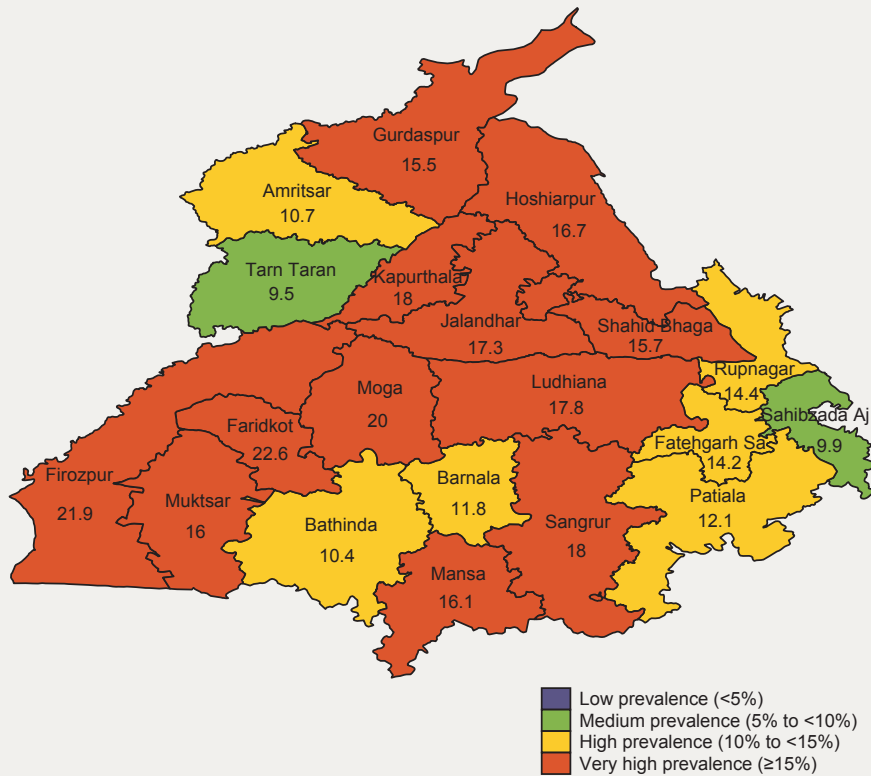 Gurdaspur
15.5
Amritsar
10.7
Hoshiarpur
16.7
Tarn Taran
9.5
Kapurthala
18
Jalandhar
17.3
Shahid Bhaga
15.7
Rupnagar
14.4
Moga
20
Ludhiana
17.8
Sahibzada Aj
9.9
Faridkot
22.6
Fatehgarh Sa
14.2
Firozpur
21.9
Muktsar
16
Barnala
11.8
Patiala
12.1
Bathinda
10.4
Sangrur
18
Mansa
16.1
Low prevalence (<5%)
Medium prevalence (5% to <10%)
High prevalence (10% to <15%)
Very high prevalence (≥15%)